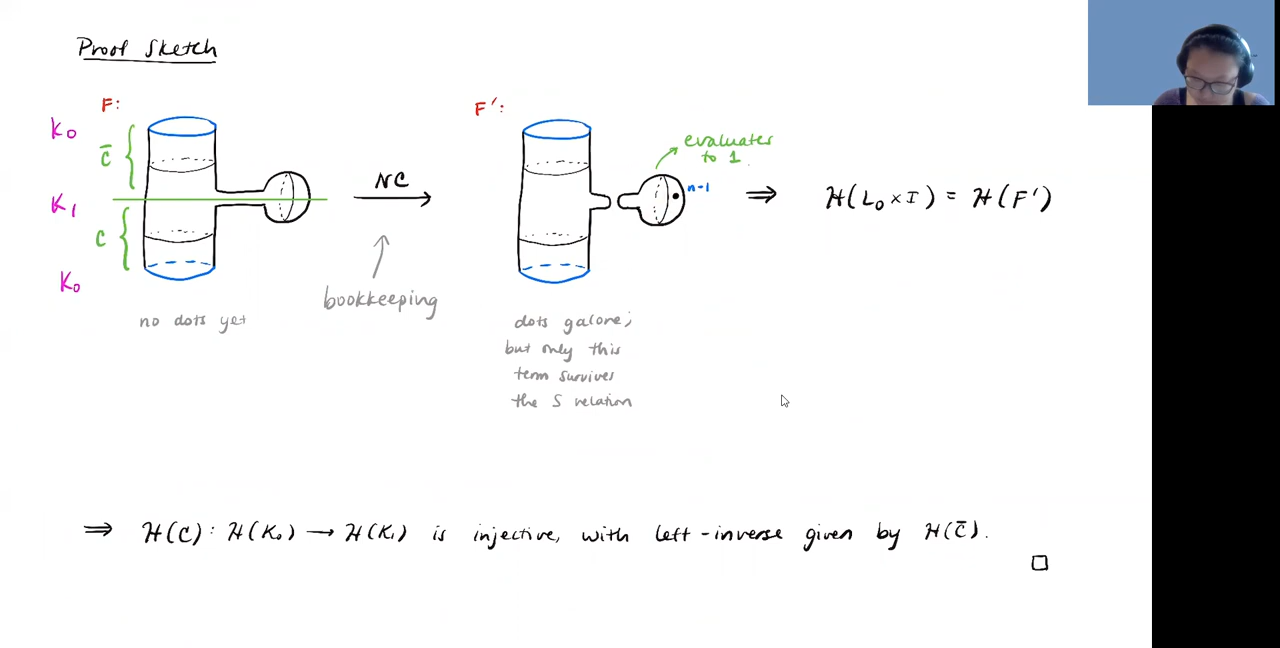 Proof Sketch
F:
K₀
C̄
K₁
C
K₀
no dots yet
NC
bookkeeping
F':
evaluates
to 1.
n-1
dots galore;
but only this
term survives
the S relation
⟹ H(L₀ × I) = H(F')
⟹ H(C) : H(K₀) → H(K₁) is injective, with left-inverse given by H(C̄).
□